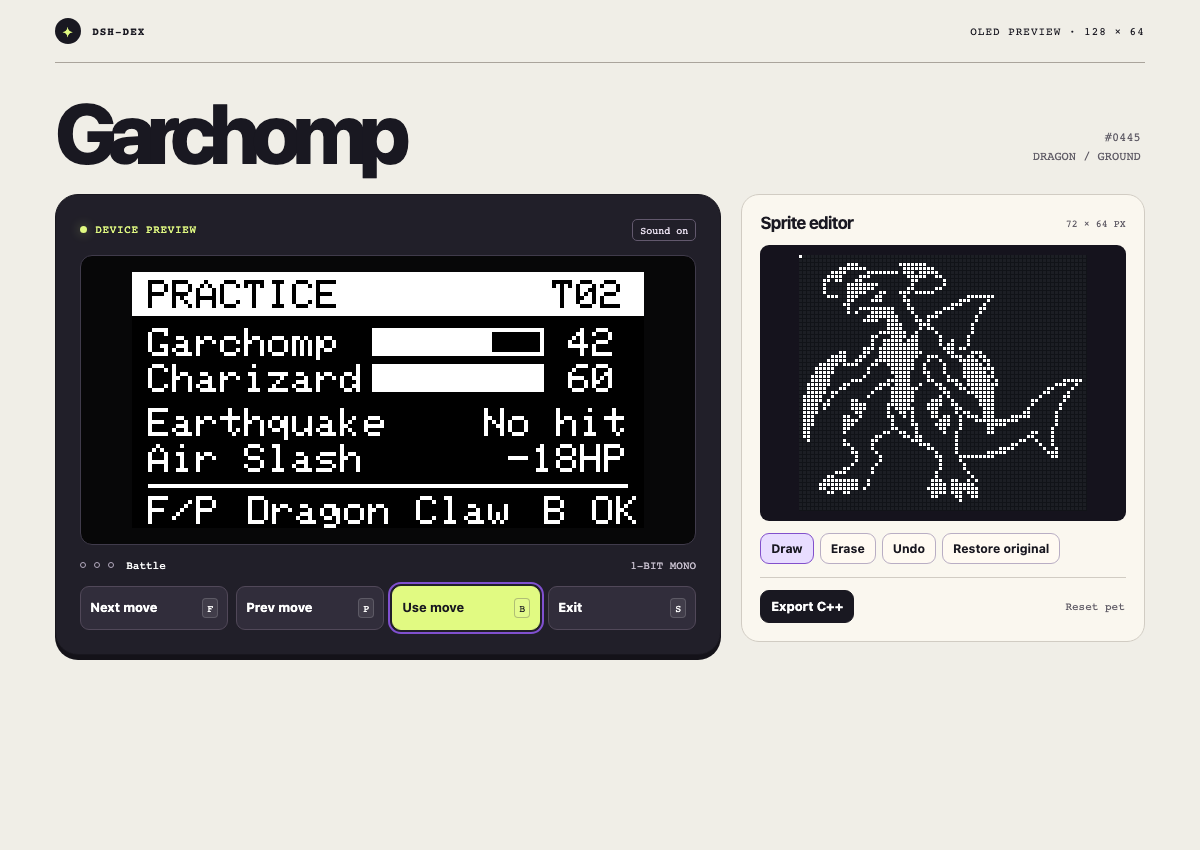 DSH-DEX
OLED PREVIEW · 128 × 64
Garchomp
#0445
DRAGON / GROUND
DEVICE PREVIEW
Sound on
PRACTICE T02
Garchomp 42
Charizard 60
Earthquake No hit
Air Slash -18HP
F/P Dragon Claw B OK
Battle
1-BIT MONO
Next move F
Prev move P
Use move B
Exit S
Sprite editor
72 × 64 PX
Draw
Erase
Undo
Restore original
Export C++
Reset pet